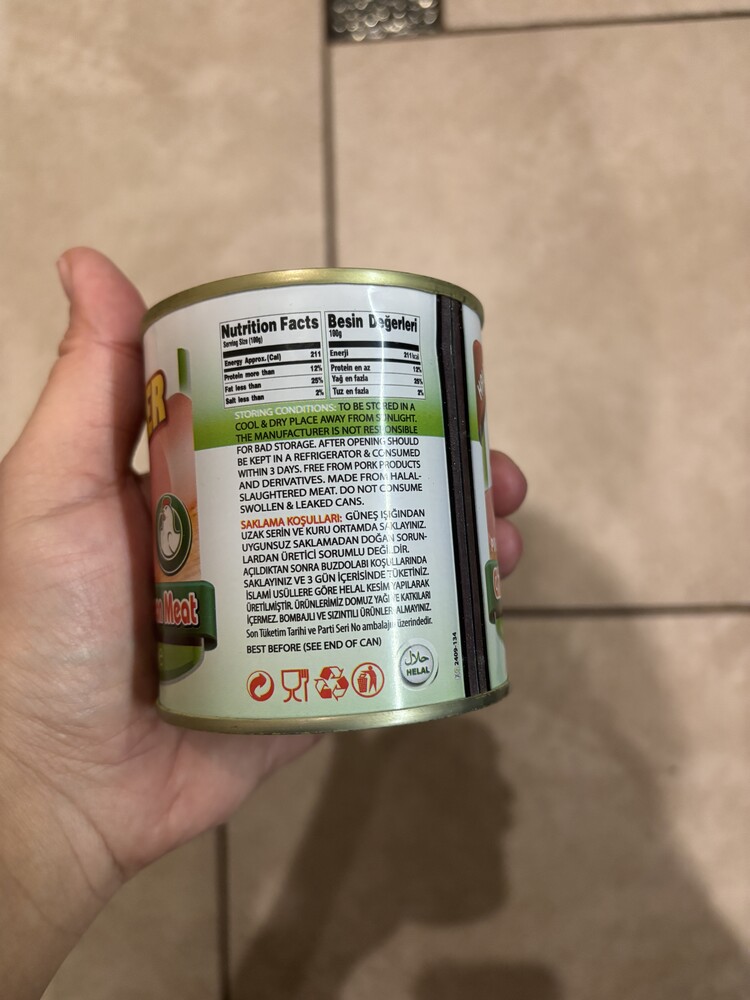 Nutrition Facts
Serving Size (100g)
Energy Approx. (Cal) 211
Protein more than 12%
Fat less than 25%
Salt less than 2%
Besin Değerleri
100g
Enerji 211kcal
Protein en az 12%
Yağ en fazla 25%
Tuz en fazla 2%
STORING CONDITIONS: TO BE STORED IN A
COOL & DRY PLACE AWAY FROM SUNLIGHT.
THE MANUFACTURER IS NOT RESPONSIBLE
FOR BAD STORAGE. AFTER OPENING SHOULD
BE KEPT IN A REFRIGERATOR & CONSUMED
WITHIN 3 DAYS. FREE FROM PORK PRODUCTS
AND DERIVATIVES. MADE FROM HALAL-
SLAUGHTERED MEAT. DO NOT CONSUME
SWOLLEN & LEAKED CANS.
SAKLAMA KOŞULLARI: GÜNEŞ IŞIĞINDAN
UZAK SERİN VE KURU ORTAMDA SAKLAYINIZ.
UYGUNSUZ SAKLAMADAN DOĞAN SORUN-
LARDAN ÜRETİCİ SORUMLU DEĞİLDİR.
AÇILDIKTAN SONRA BUZDOLABI KOŞULLARINDA
SAKLAYINIZ VE 3 GÜN İÇERİSİNDE TÜKETİNİZ.
İSLAMİ USÜLLERE GÖRE HELAL KESİM YAPILARAK
ÜRETİLMİŞTİR. ÜRÜNLERİMİZ DOMUZ YAĞI VE KATKILARI
İÇERMEZ. BOMBAJLI VE SIZINTILI ÜRÜNLER ALMAYINIZ.
Son Tüketim Tarihi ve Parti Seri No ambalaj üzerindedir.
BEST BEFORE (SEE END OF CAN)
حلال
HELAL
2409-134
ER
Meat